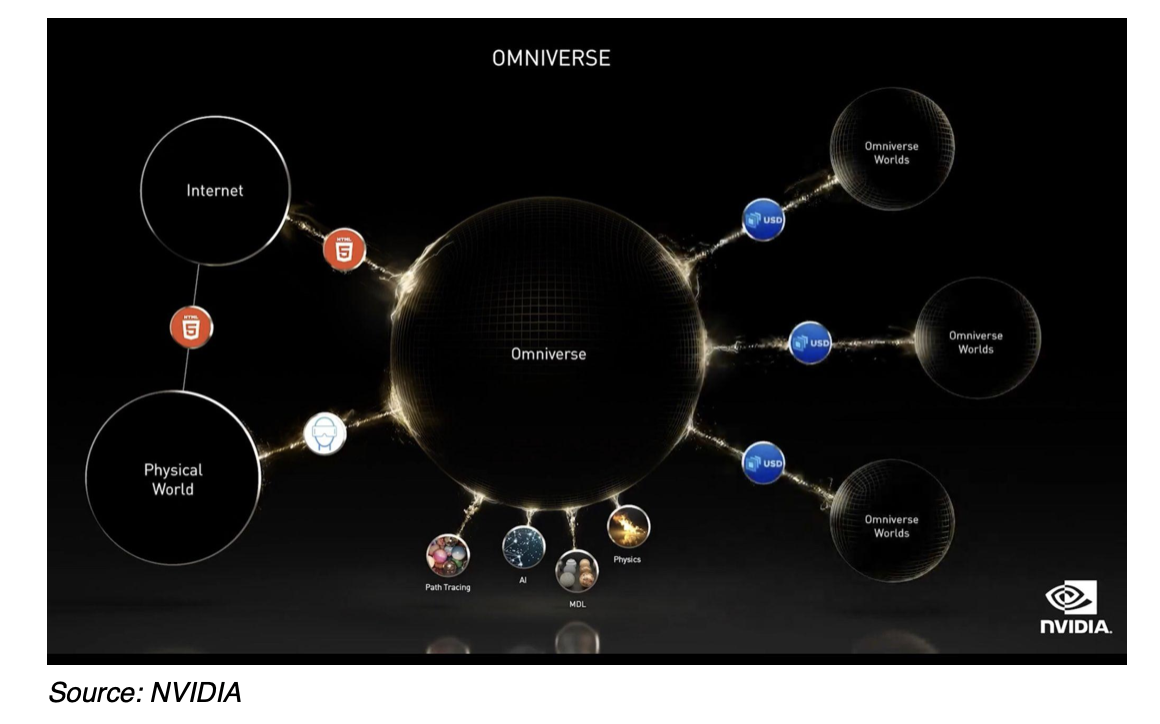 OMNIVERSE
Internet
HTML
5
HTML
5
Physical
World
Omniverse
USD
Omniverse
Worlds
USD
Omniverse
Worlds
USD
Omniverse
Worlds
Path Tracing
AI
MDL
Physics
NVIDIA.
Source: NVIDIA